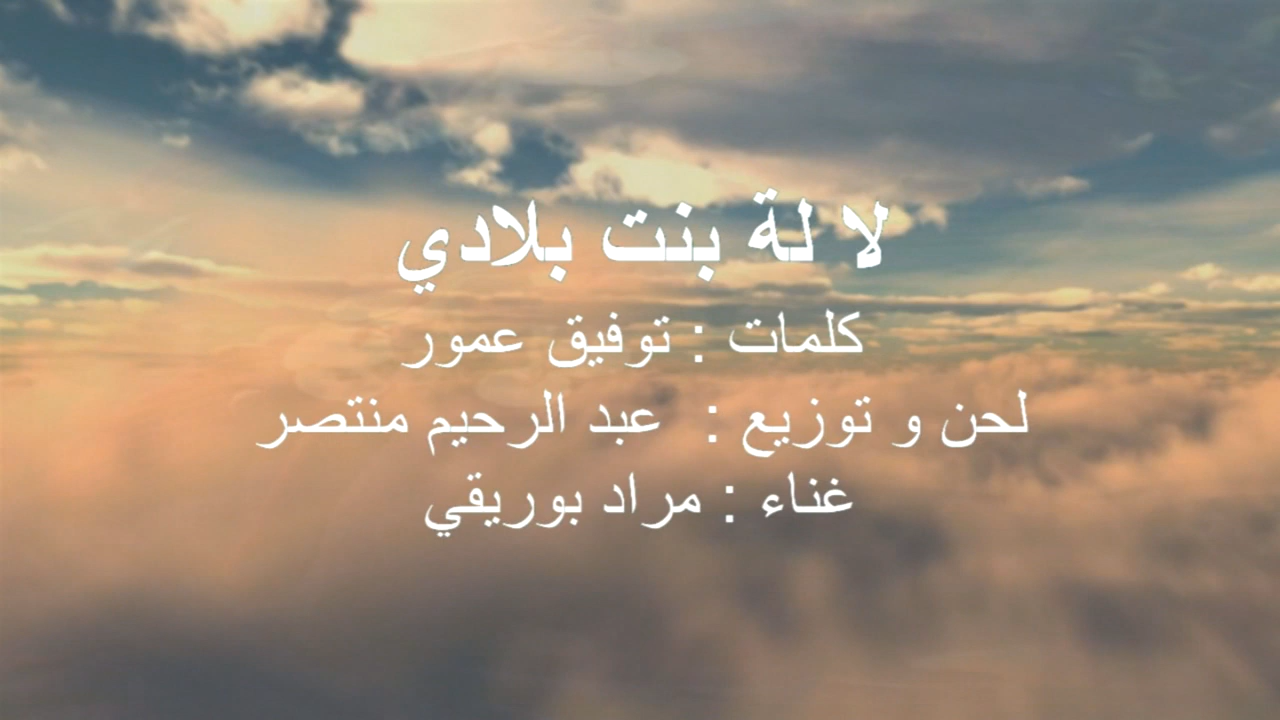 لا لة بنت بلادي
كلمات : توفيق عمور
لحن و توزيع : عبد الرحيم منتصر
غناء : مراد بوريقي